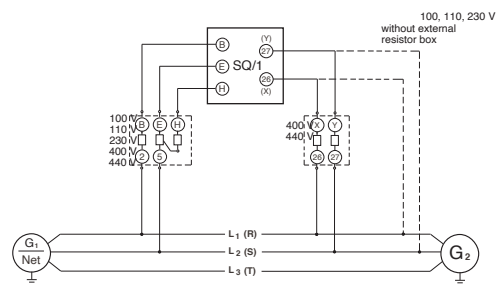 100, 110, 230 V
without external
resistor box
B
(Y)
27
E
SQ/1
26
(X)
H
100 V
110 V
230 V
400 V
440 V
B
E
H
2
5
400 V
440 V
X
Y
26
27
L1 (R)
G1
Net
L2 (S)
G2
L3 (T)